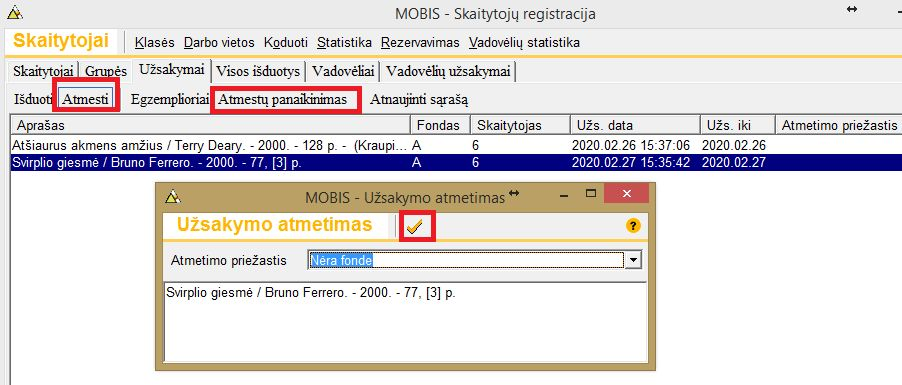 MOBIS - Skaitytojų registracija
Skaitytojai Klasės Darbo vietos Koduoti Statistika Rezervavimas Vadovėlių statistika
Skaitytojai Grupės Užsakymai Visos išduotys Vadovėliai Vadovėlių užsakymai
Išduoti Atmesti Egzemplioriai Atmestų panaikinimas Atnaujinti sąrašą
Aprašas Fondas Skaitytojas Užs. data Užs. iki Atmetimo priežastis
Atšiaurus akmens amžius / Terry Deary. - 2000. - 128 p. - (Kraupi... A 6 2020.02.26 15:37:06 2020.02.26
Svirplio giesmė / Bruno Ferrero. - 2000. - 77, [3] p. A 6 2020.02.27 15:35:42 2020.02.27
MOBIS - Užsakymo atmetimas
Užsakymo atmetimas ?
Atmetimo priežastis Nėra fonde
Svirplio giesmė / Bruno Ferrero. - 2000. - 77, [3] p.